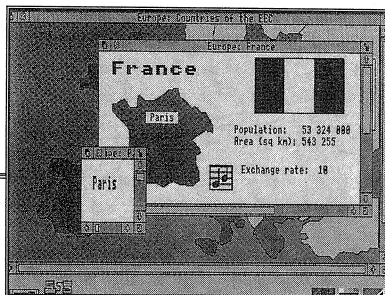 Europe: Countries of the EEC
Europe: France
France
Paris
Population: 53 324 000
Area (sq km): 543 255
Exchange rate: 10
Paris